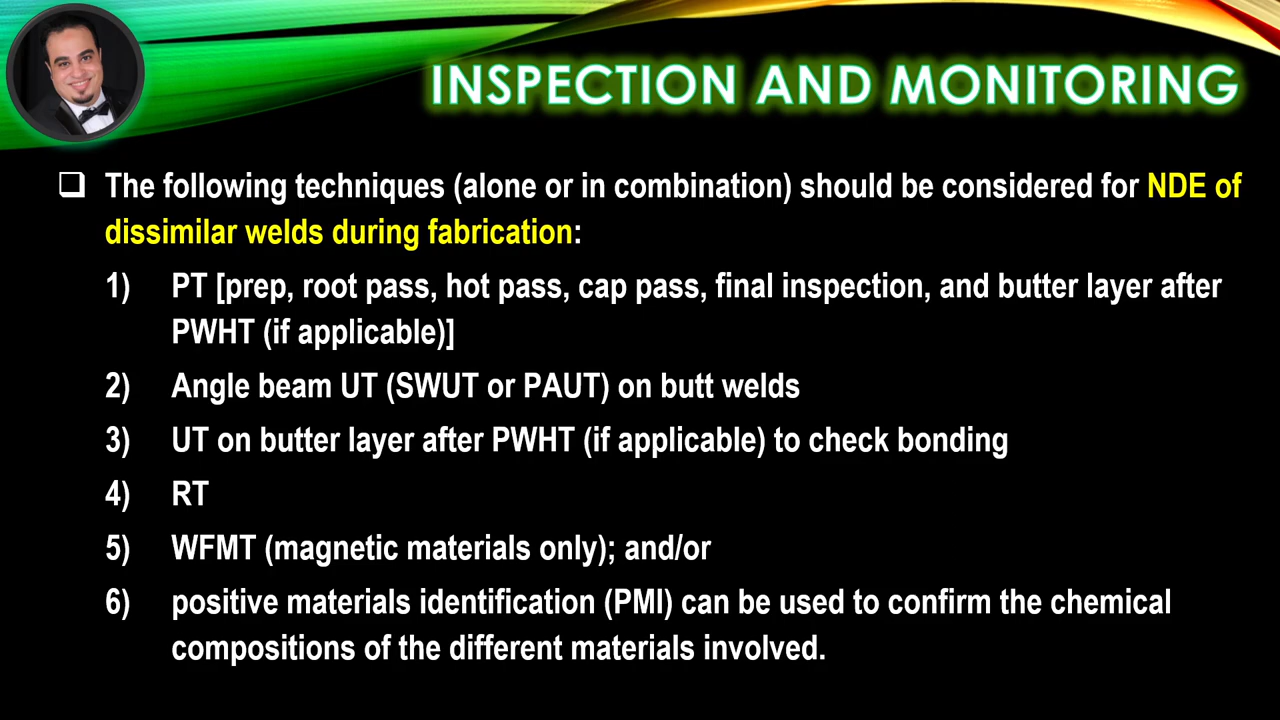 INSPECTION AND MONITORING
❑ The following techniques (alone or in combination) should be considered for NDE of
dissimilar welds during fabrication:
1) PT [prep, root pass, hot pass, cap pass, final inspection, and butter layer after
PWHT (if applicable)]
2) Angle beam UT (SWUT or PAUT) on butt welds
3) UT on butter layer after PWHT (if applicable) to check bonding
4) RT
5) WFMT (magnetic materials only); and/or
6) positive materials identification (PMI) can be used to confirm the chemical
compositions of the different materials involved.